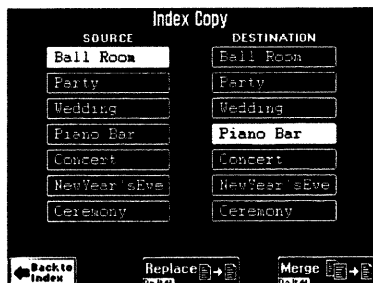 Index Copy
SOURCE DESTINATION
Ball Room Ball Room
Party Party
Wedding Wedding
Piano Bar Piano Bar
Concert Concert
NewYear'sEve NewYear'sEve
Ceremony Ceremony
Back to Replace Merge
Index